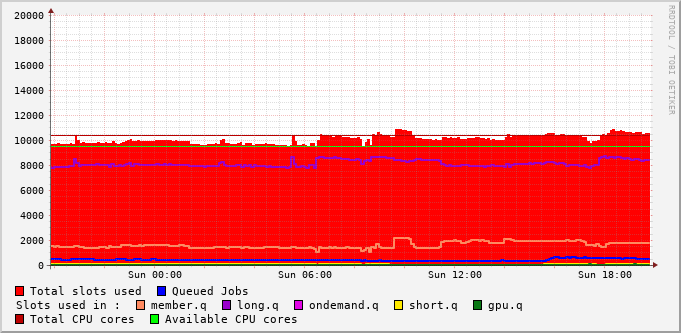 RRDTOOL / TOBI OETIKER
20000
18000
16000
14000
12000
10000
8000
6000
4000
2000
0
Sun 00:00 Sun 06:00 Sun 12:00 Sun 18:00
Total slots used Queued Jobs
Slots used in : member.q long.q ondemand.q short.q gpu.q
Total CPU cores Available CPU cores